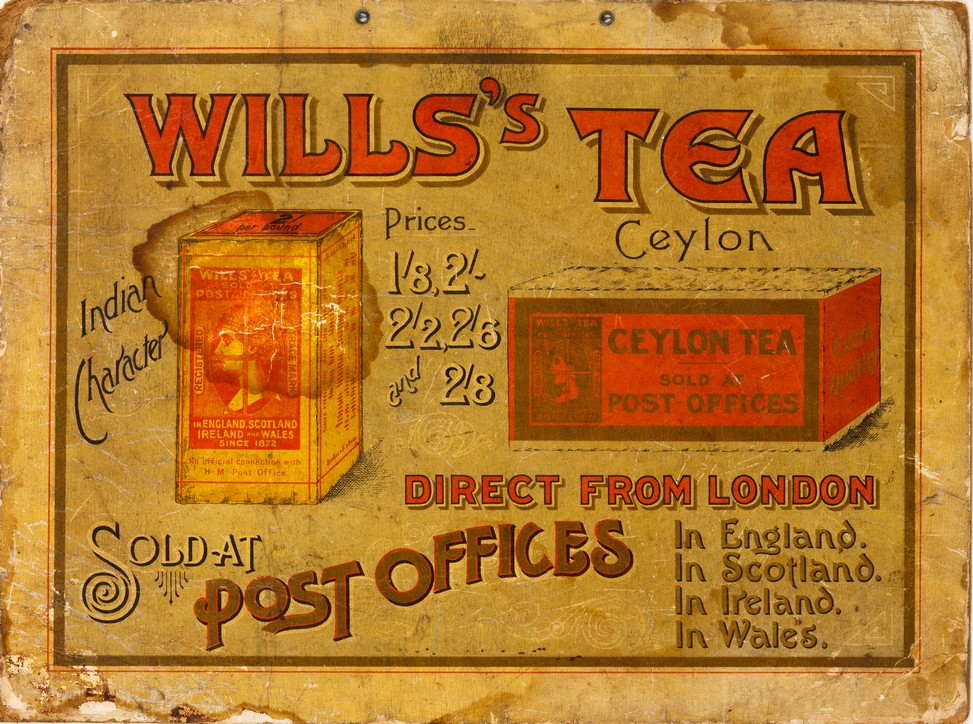 WILLS's TEA
Prices.
1/8, 2/-
2/2, 2/6
and 2/8
Ceylon
Indian
Character
2/-
per pound
WILLS'S TEA
SOLD AT
POST OFFICES
REGISTERED
TRADE MARK
IN ENGLAND, SCOTLAND
IRELAND AND WALES
SINCE 1872
No official connection with
H. M. Post Office.
WILLS'S TEA
CEYLON TEA
SOLD AT
POST OFFICES
DIRECT FROM LONDON
SOLD AT
POST OFFICES
In England.
In Scotland.
In Ireland.
In Wales.